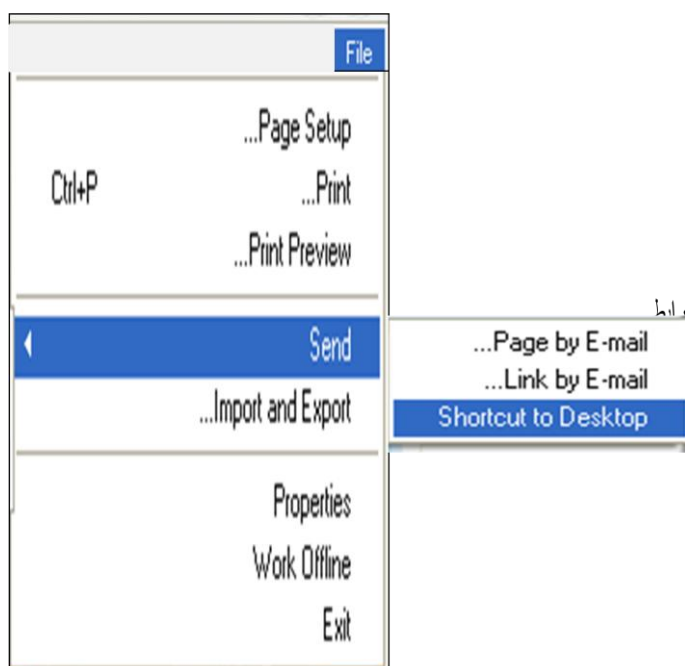 File
...Page Setup
...Print Ctrl+P
...Print Preview
Send
...Page by E-mail
...Link by E-mail
Shortcut to Desktop
...Import and Export
Properties
Work Offline
Exit